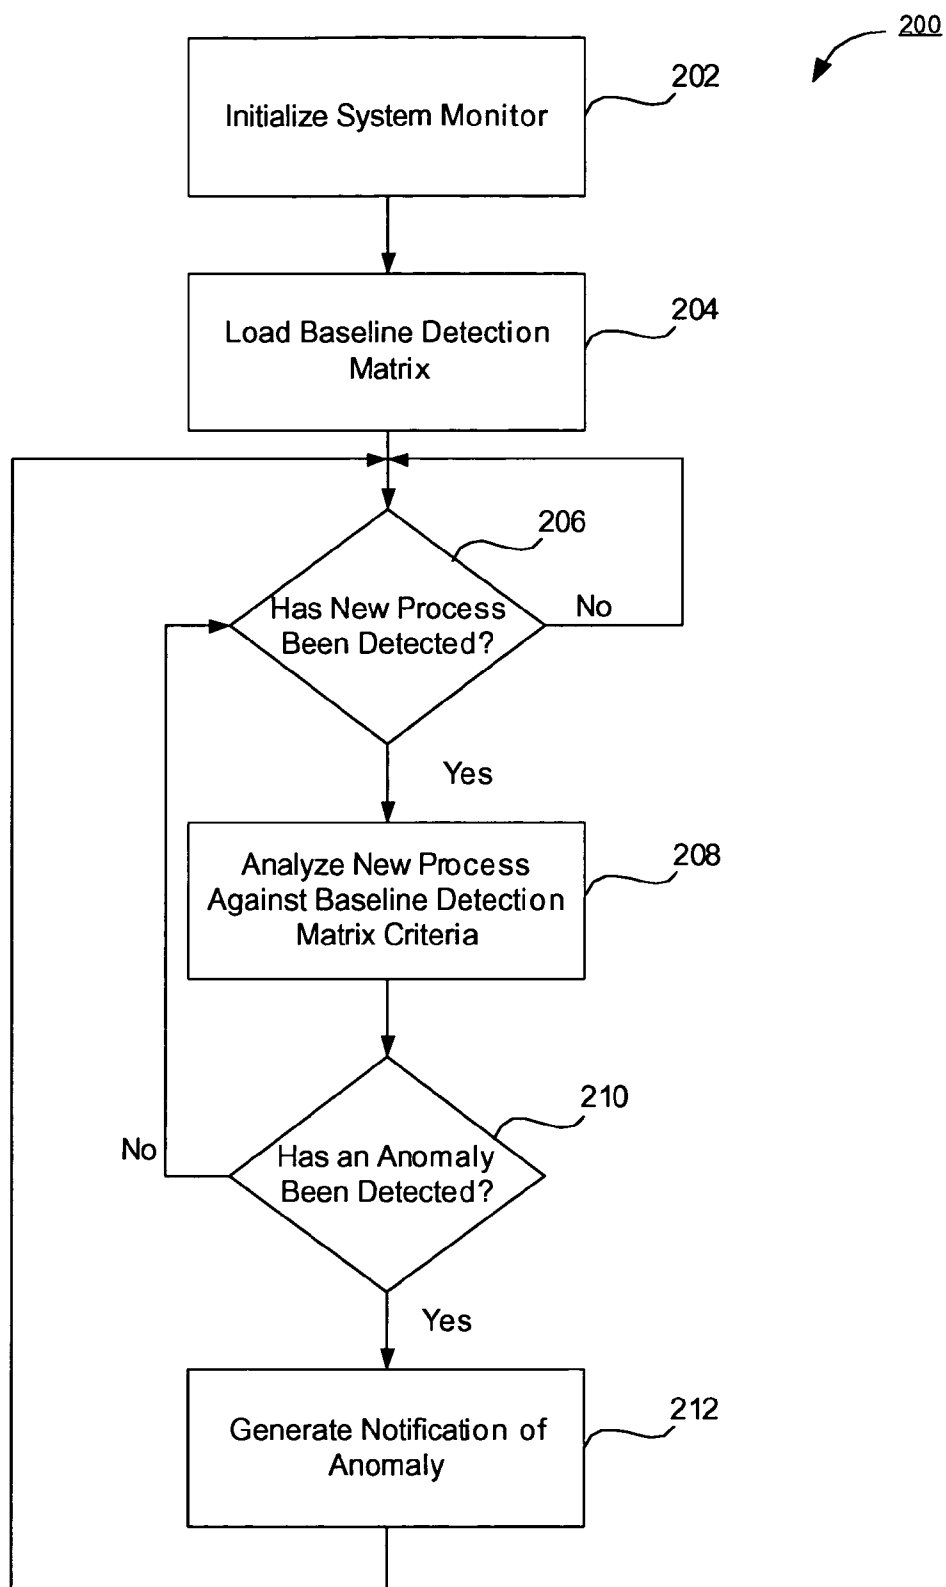 200
202
Initialize System Monitor
204
Load Baseline Detection
Matrix
206
Has New Process
Been Detected?
No
Yes
208
Analyze New Process
Against Baseline Detection
Matrix Criteria
210
No
Has an Anomaly
Been Detected?
Yes
212
Generate Notification of
Anomaly